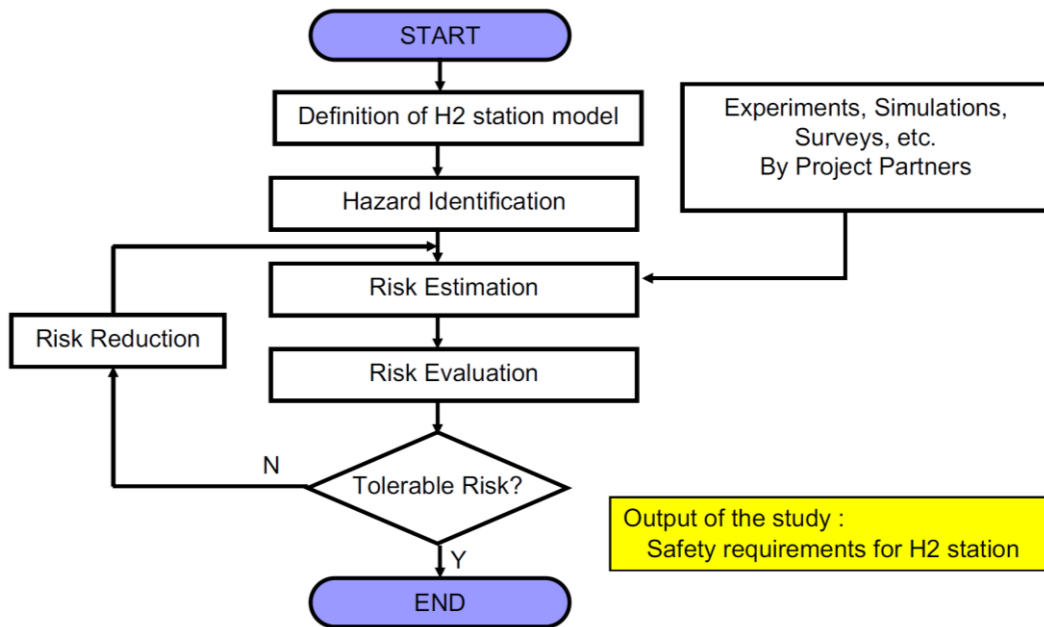 START
Definition of H2 station model
Experiments, Simulations,
Surveys, etc.
By Project Partners
Hazard Identification
Risk Estimation
Risk Reduction
Risk Evaluation
N
Tolerable Risk?
Output of the study :
Safety requirements for H2 station
Y
END